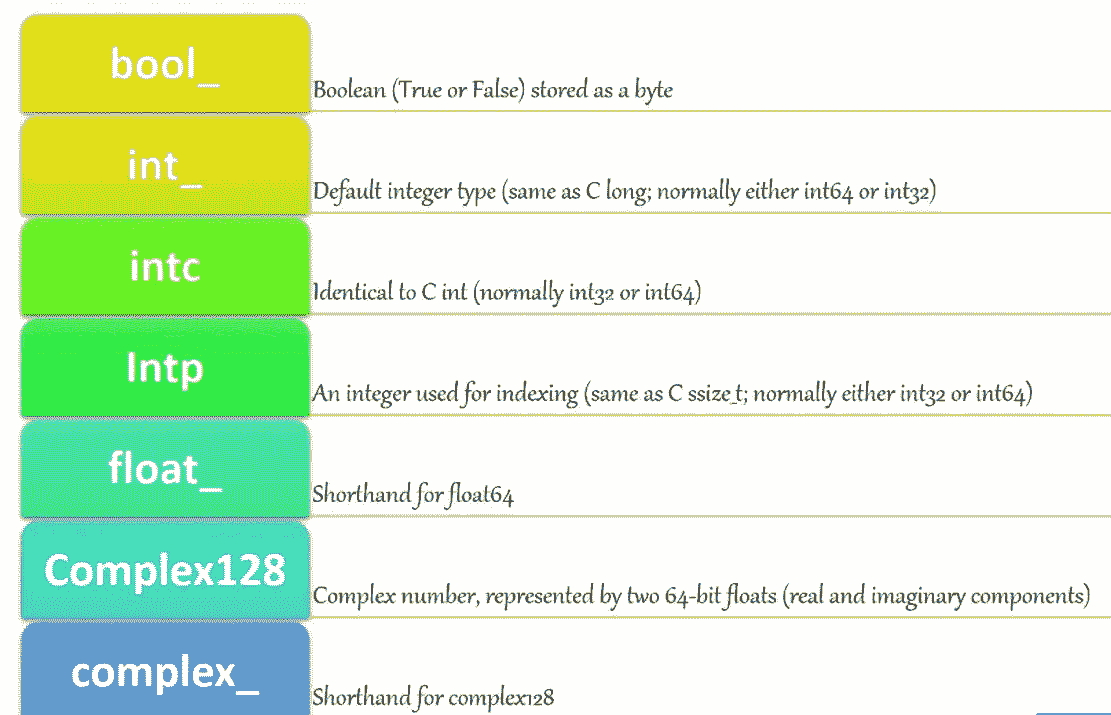 bool_
Boolean (True or False) stored as a byte
int_
Default integer type (same as C long; normally either int64 or int32)
intc
Identical to C int (normally int32 or int64)
Intp
An integer used for indexing (same as C ssize_t; normally either int32 or int64)
float_
Shorthand for float64
Complex128
Complex number, represented by two 64-bit floats (real and imaginary components)
complex_
Shorthand for complex128